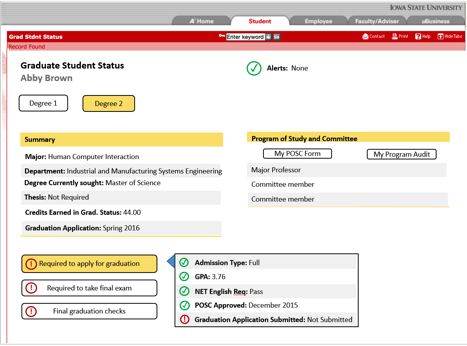 IOWA STATE UNIVERSITY
A+ Home
Student
Employee
Faculty/Adviser
uBusiness
Grad Stdnt Status
Enter keyword
Contact
Print
Help
Hide Tabs
Record Found
Graduate Student Status
Abby Brown
Alerts: None
Degree 1
Degree 2
Summary
Major: Human Computer Interaction
Department: Industrial and Manufacturing Systems Engineering
Degree Currently sought: Master of Science
Thesis: Not Required
Credits Earned in Grad. Status: 44.00
Graduation Application: Spring 2016
Program of Study and Committee
My POSC Form
My Program Audit
Major Professor
Committee member
Committee member
Required to apply for graduation
Required to take final exam
Final graduation checks
Admission Type: Full
GPA: 3.76
NET English Req: Pass
POSC Approved: December 2015
Graduation Application Submitted: Not Submitted